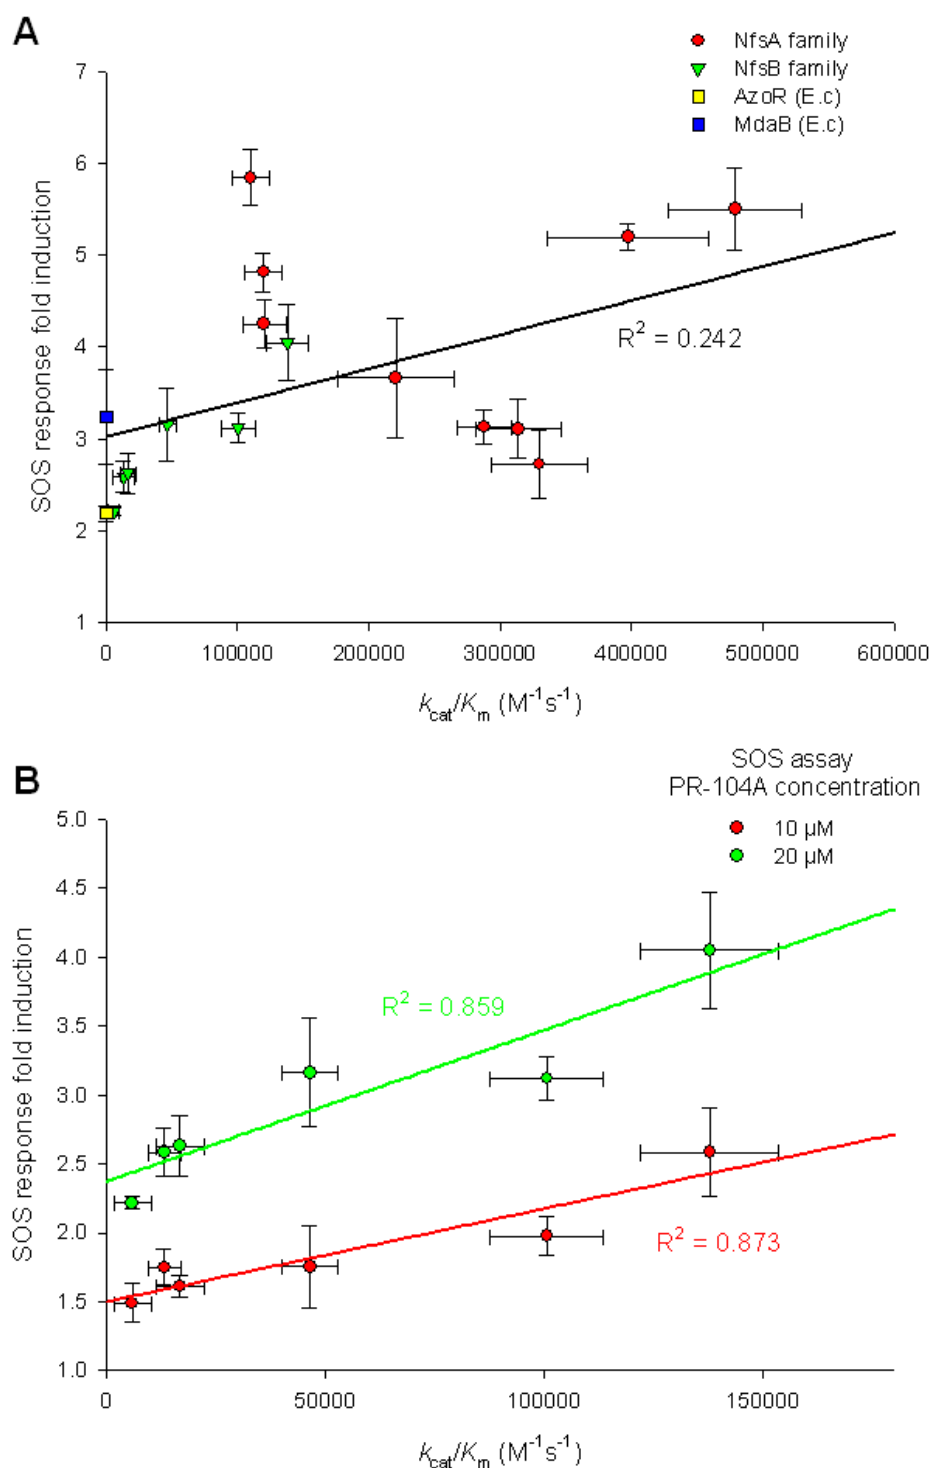 A
NfsA family
NfsB family
AzoR (E.c)
MdaB (E.c)
7
6
5
4
3
2
1
SOS response fold induction
R² = 0.242
0 100000 200000 300000 400000 500000 600000
kcat/Km (M⁻¹s⁻¹)
B
SOS assay
PR-104A concentration
10 µM
20 µM
5.0
4.5
4.0
3.5
3.0
2.5
2.0
1.5
1.0
SOS response fold induction
R² = 0.859
R² = 0.873
0 50000 100000 150000
kcat/Km (M⁻¹s⁻¹)